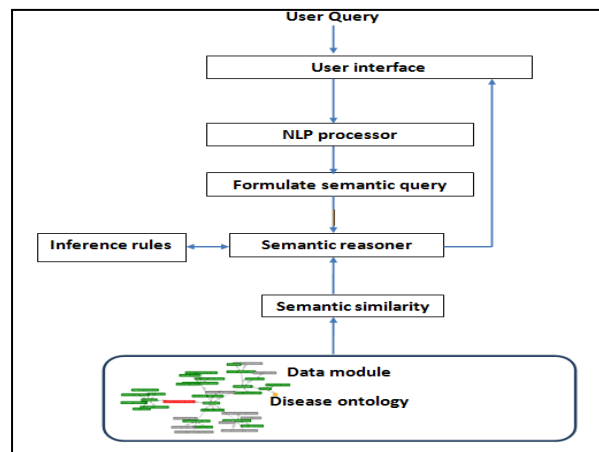 User Query
User interface
NLP processor
Formulate semantic query
Inference rules
Semantic reasoner
Semantic similarity
Data module
Disease ontology